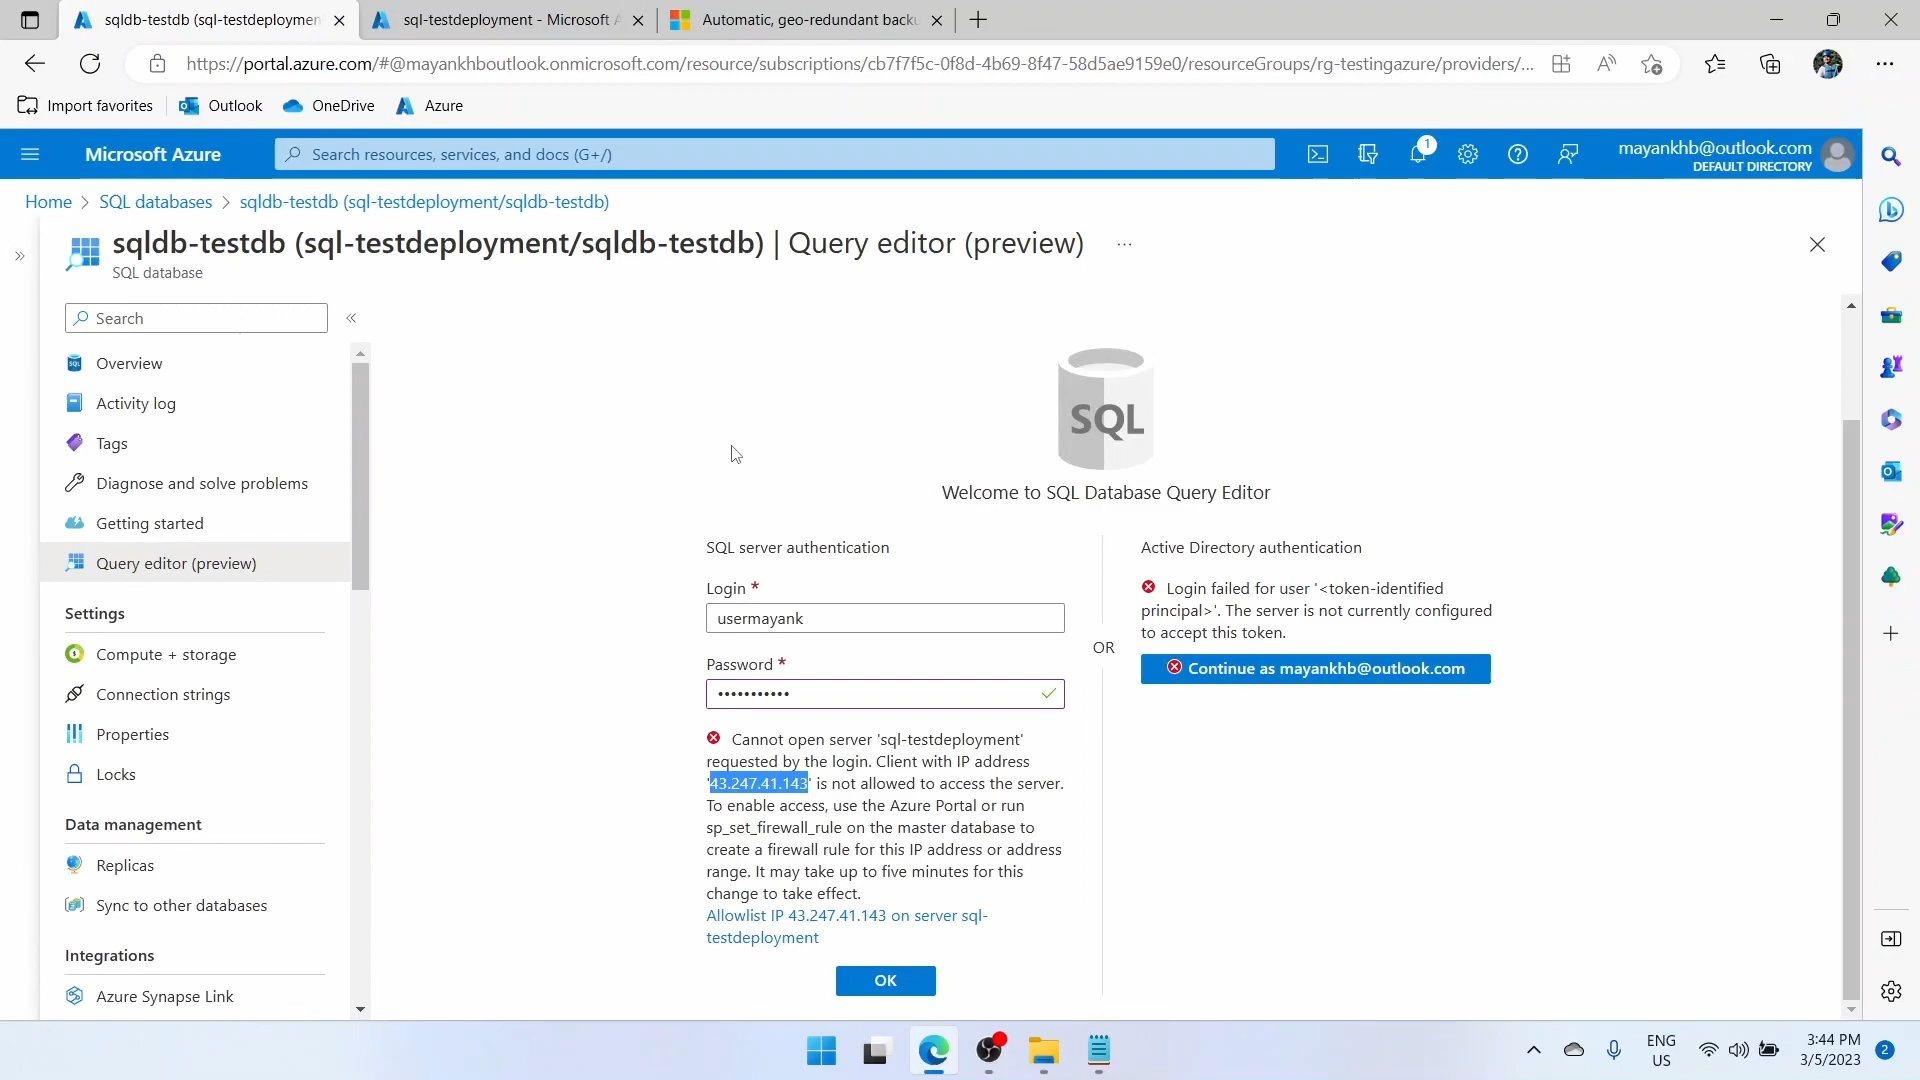 sqldb-testdb (sql-testdeploymen
sql-testdeployment - Microsoft A
Automatic, geo-redundant backu
https://portal.azure.com/#@mayankhboutlook.onmicrosoft.com/resource/subscriptions/cb7f7f5c-0f8d-4b69-8f47-58d5ae9159e0/resourceGroups/rg-testingazure/providers/...
Import favorites
Outlook
OneDrive
Azure
Microsoft Azure
Search resources, services, and docs (G+/)
1
mayankhb@outlook.com
DEFAULT DIRECTORY
Home > SQL databases > sqldb-testdb (sql-testdeployment/sqldb-testdb)
sqldb-testdb (sql-testdeployment/sqldb-testdb) | Query editor (preview) ...
SQL database
Search
Overview
Activity log
Tags
Diagnose and solve problems
Getting started
Query editor (preview)
Settings
Compute + storage
Connection strings
Properties
Locks
Data management
Replicas
Sync to other databases
Integrations
Azure Synapse Link
SQL
Welcome to SQL Database Query Editor
SQL server authentication
Login *
usermayank
Password *
•••••••••••
Cannot open server 'sql-testdeployment'
requested by the login. Client with IP address
'43.247.41.143' is not allowed to access the server.
To enable access, use the Azure Portal or run
sp_set_firewall_rule on the master database to
create a firewall rule for this IP address or address
range. It may take up to five minutes for this
change to take effect.
Allowlist IP 43.247.41.143 on server sql-
testdeployment
OK
OR
Active Directory authentication
Login failed for user '<token-identified
principal>'. The server is not currently configured
to accept this token.
Continue as mayankhb@outlook.com
ENG
US
3:44 PM
3/5/2023
2